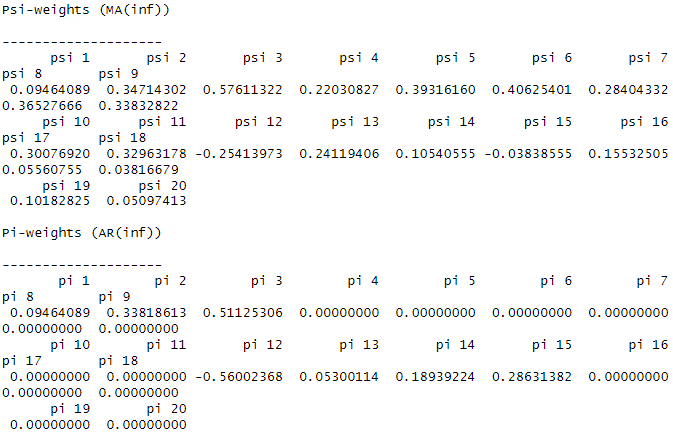 Psi-weights (MA(inf))
--------------------
psi 1 psi 2 psi 3 psi 4 psi 5 psi 6 psi 7
psi 8 psi 9
0.09464089 0.34714302 0.57611322 0.22030827 0.39316160 0.40625401 0.28404332
0.36527666 0.33832822
psi 10 psi 11 psi 12 psi 13 psi 14 psi 15 psi 16
psi 17 psi 18
0.30076920 0.32963178 -0.25413973 0.24119406 0.10540555 -0.03838555 0.15532505
0.05560755 0.03816679
psi 19 psi 20
0.10182825 0.05097413
Pi-weights (AR(inf))
--------------------
pi 1 pi 2 pi 3 pi 4 pi 5 pi 6 pi 7
pi 8 pi 9
0.09464089 0.33818613 0.51125306 0.00000000 0.00000000 0.00000000 0.00000000
0.00000000 0.00000000
pi 10 pi 11 pi 12 pi 13 pi 14 pi 15 pi 16
pi 17 pi 18
0.00000000 0.00000000 -0.56002368 0.05300114 0.18939224 0.28631382 0.00000000
0.00000000 0.00000000
pi 19 pi 20
0.00000000 0.00000000